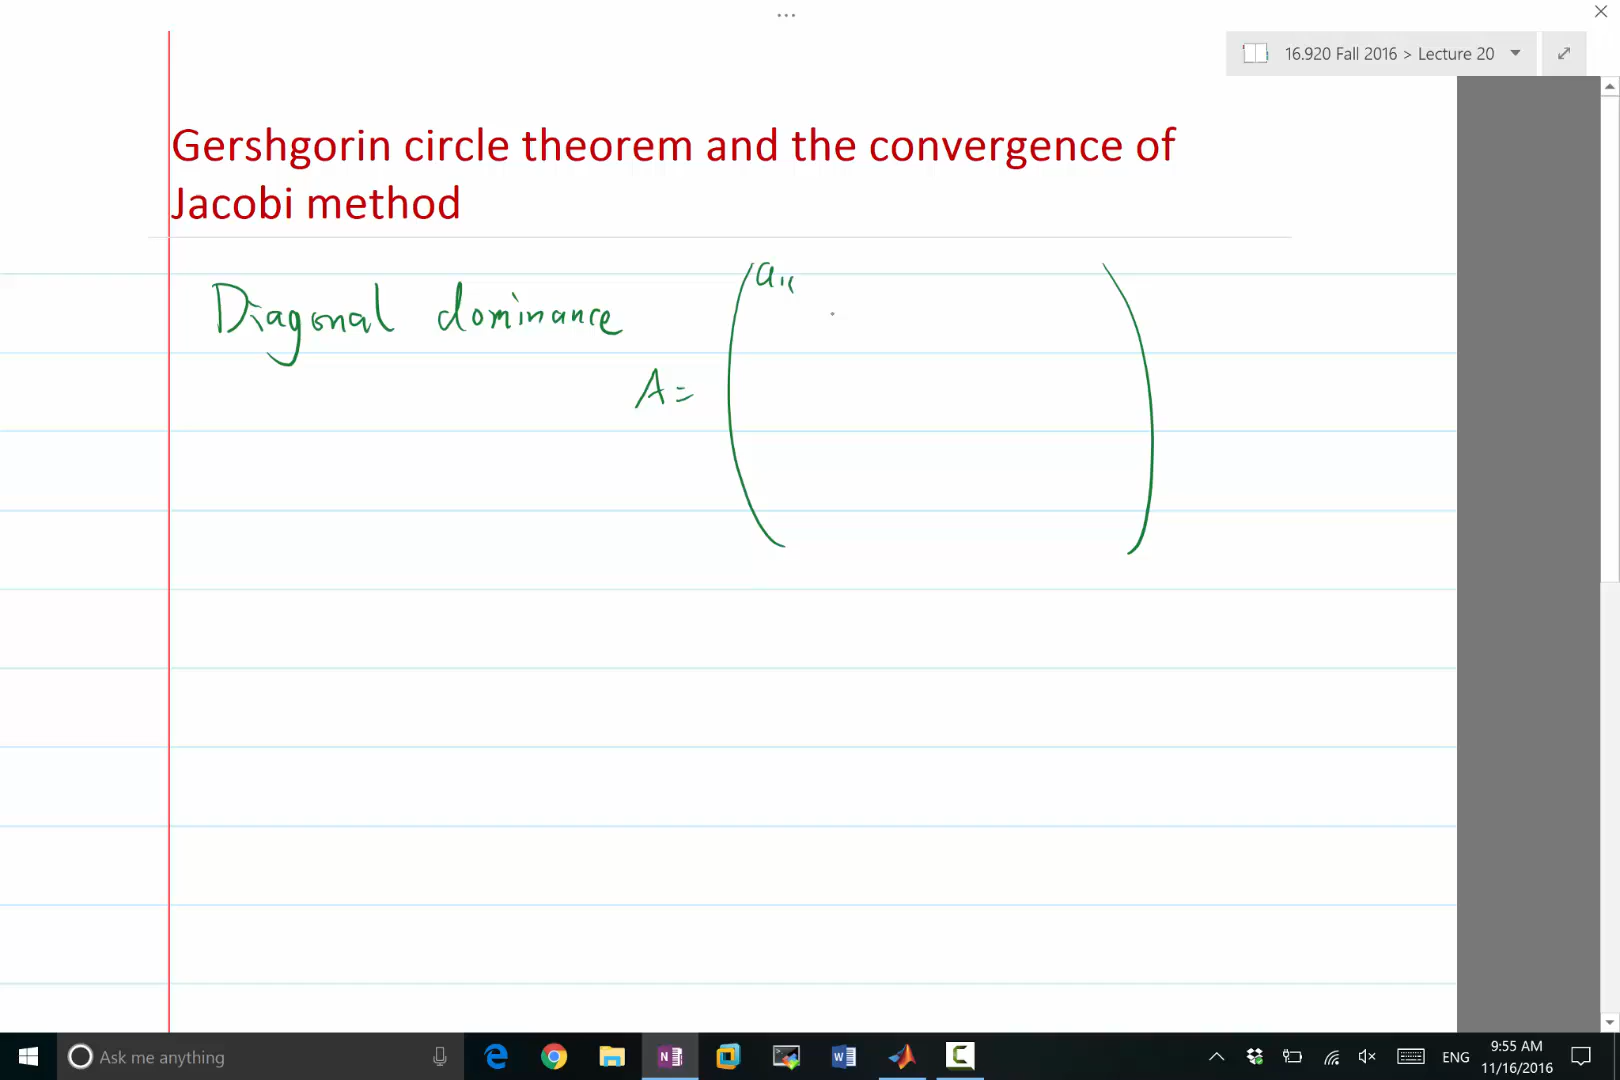 ...
16.920 Fall 2016 > Lecture 20
Gershgorin circle theorem and the convergence of
Jacobi method
Diagonal dominance
A = ( a11 )
Ask me anything
ENG
9:55 AM
11/16/2016